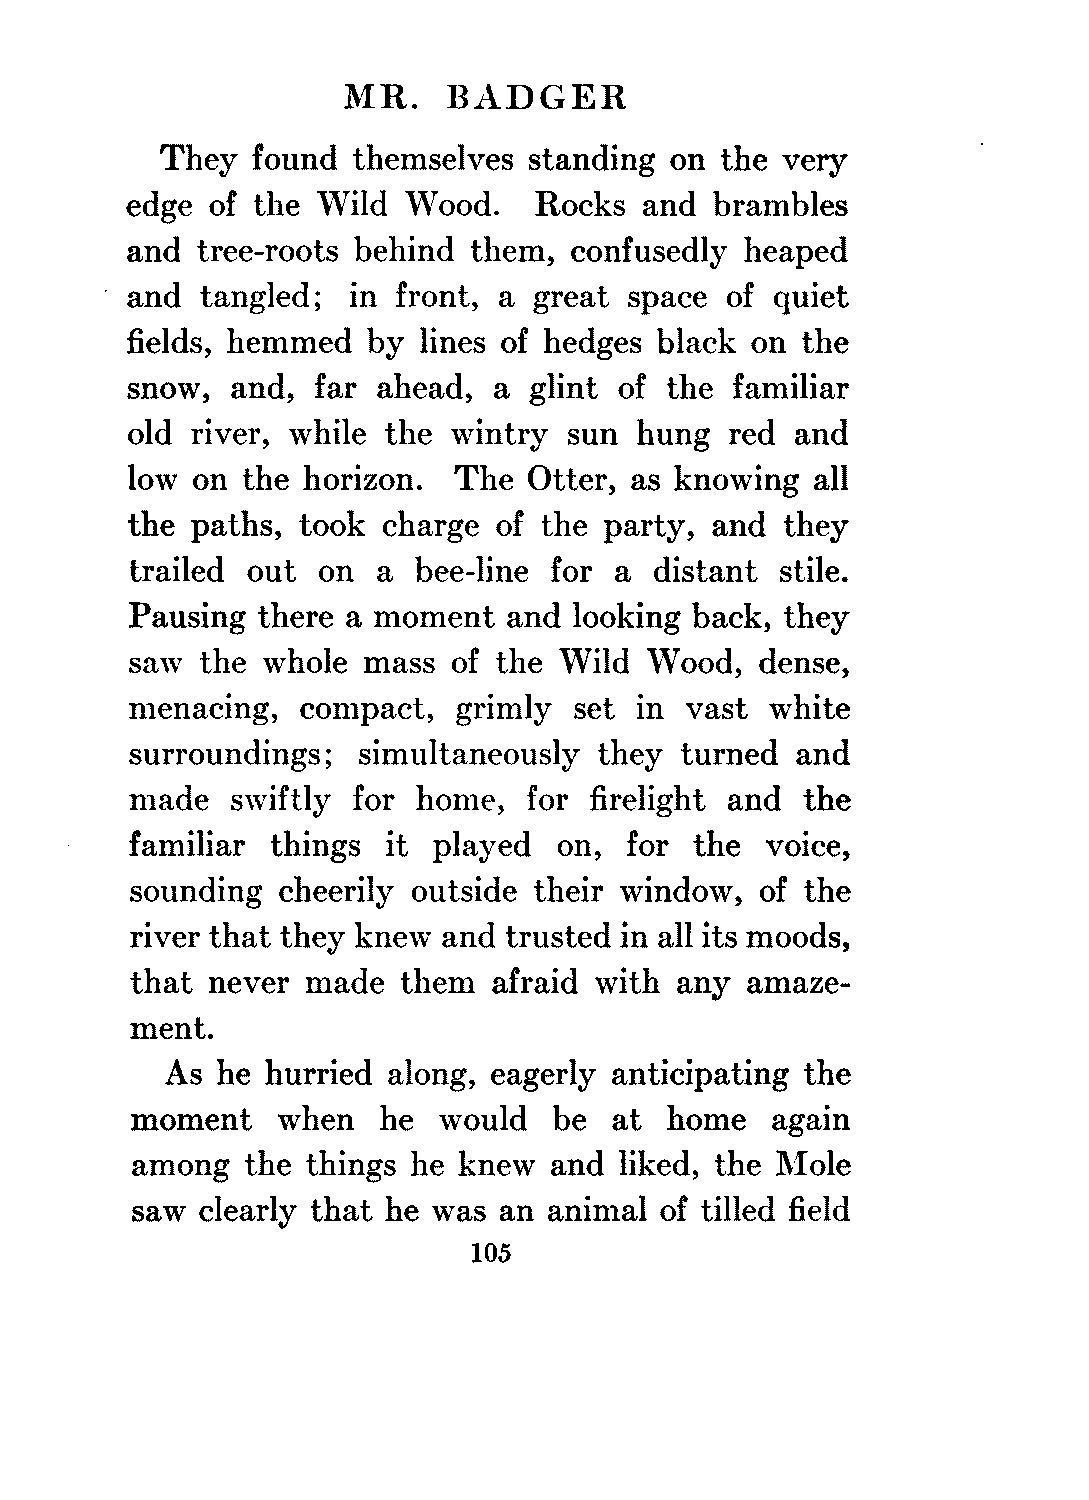 MR. BADGER
They found themselves standing on the very
edge of the Wild Wood. Rocks and brambles
and tree-roots behind them, confusedly heaped
and tangled; in front, a great space of quiet
fields, hemmed by lines of hedges black on the
snow, and, far ahead, a glint of the familiar
old river, while the wintry sun hung red and
low on the horizon. The Otter, as knowing all
the paths, took charge of the party, and they
trailed out on a bee-line for a distant stile.
Pausing there a moment and looking back, they
saw the whole mass of the Wild Wood, dense,
menacing, compact, grimly set in vast white
surroundings; simultaneously they turned and
made swiftly for home, for firelight and the
familiar things it played on, for the voice,
sounding cheerily outside their window, of the
river that they knew and trusted in all its moods,
that never made them afraid with any amaze-
ment.
As he hurried along, eagerly anticipating the
moment when he would be at home again
among the things he knew and liked, the Mole
saw clearly that he was an animal of tilled field
105